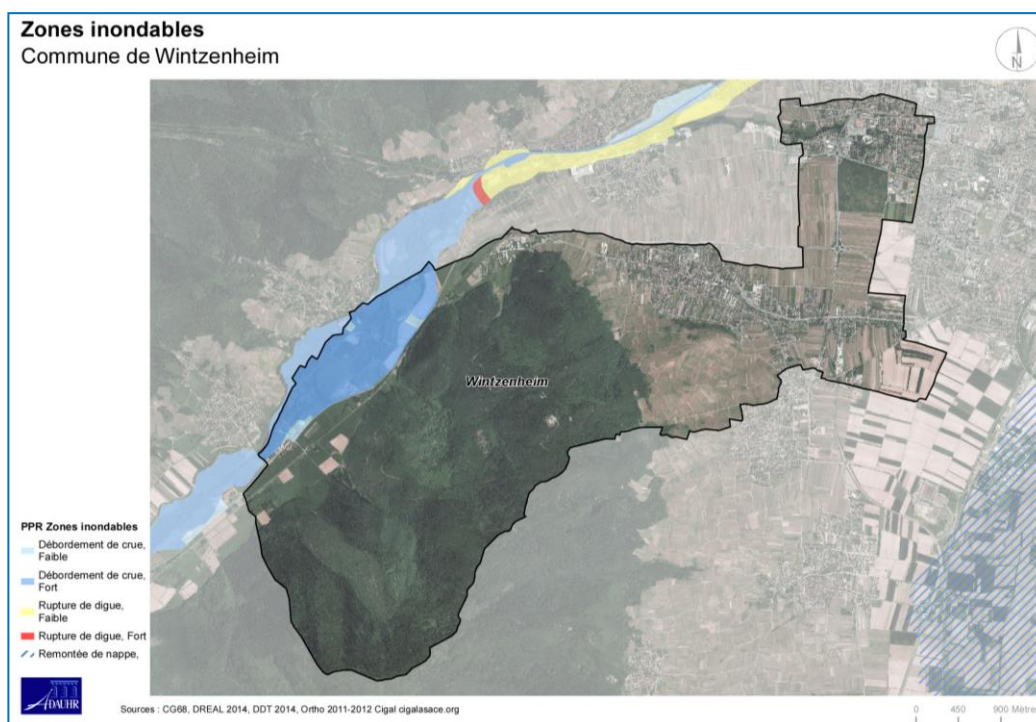 Zones inondables
Commune de Wintzenheim
N
Wintzenheim
PPR Zones inondables
Débordement de crue,
Faible
Débordement de crue,
Fort
Rupture de digue,
Faible
Rupture de digue, Fort
Remontée de nappe,
ADAUHR
Sources : CG68, DREAL 2014, DDT 2014, Ortho 2011-2012 Cigal cigalasace.org
0 450 900 Mètre